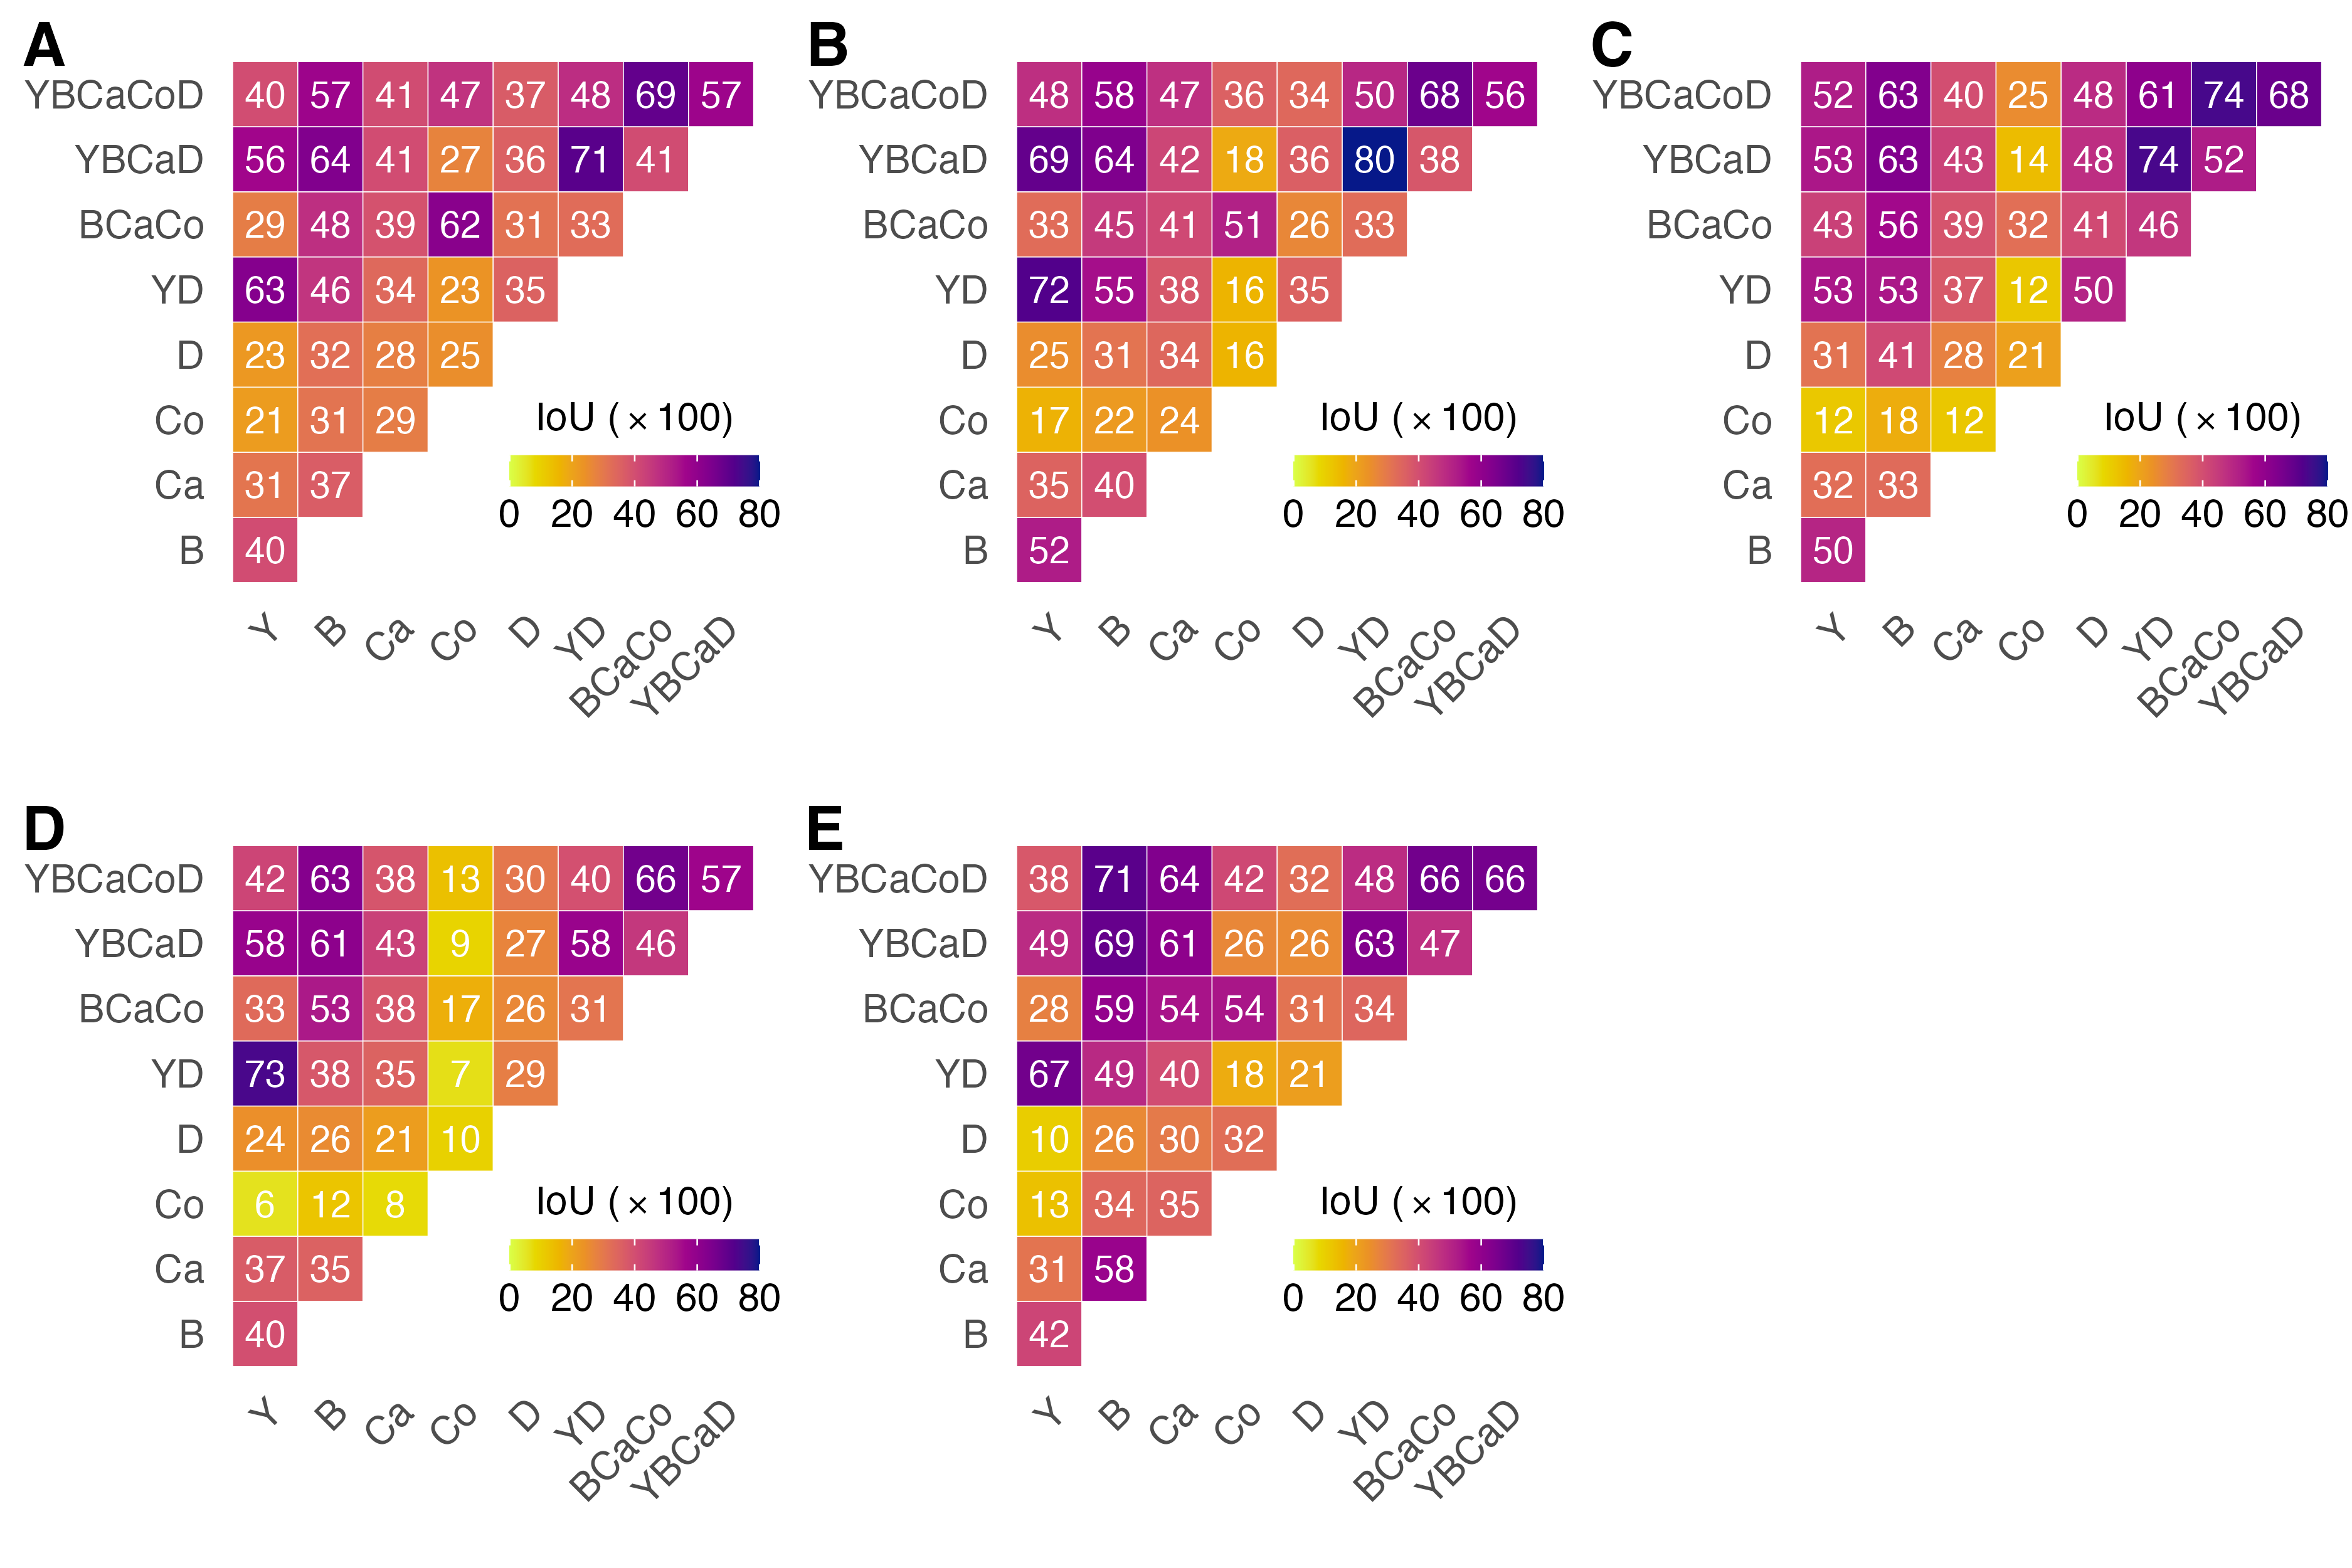 A
YBCaCoD 40 57 41 47 37 48 69 57
YBCaD 56 64 41 27 36 71 41
BCaCo 29 48 39 62 31 33
YD 63 46 34 23 35
D 23 32 28 25
Co 21 31 29
Ca 31 37
B 40
IoU (×100)
0 20 40 60 80
Y B Ca Co D YD BCaCo YBCaD
B
YBCaCoD 48 58 47 36 34 50 68 56
YBCaD 69 64 42 18 36 80 38
BCaCo 33 45 41 51 26 33
YD 72 55 38 16 35
D 25 31 34 16
Co 17 22 24
Ca 35 40
B 52
IoU (×100)
0 20 40 60 80
Y B Ca Co D YD BCaCo YBCaD
C
YBCaCoD 52 63 40 25 48 61 74 68
YBCaD 53 63 43 14 48 74 52
BCaCo 43 56 39 32 41 46
YD 53 53 37 12 50
D 31 41 28 21
Co 12 18 12
Ca 32 33
B 50
IoU (×100)
0 20 40 60 80
Y B Ca Co D YD BCaCo YBCaD
D
YBCaCoD 42 63 38 13 30 40 66 57
YBCaD 58 61 43 9 27 58 46
BCaCo 33 53 38 17 26 31
YD 73 38 35 7 29
D 24 26 21 10
Co 6 12 8
Ca 37 35
B 40
IoU (×100)
0 20 40 60 80
Y B Ca Co D YD BCaCo YBCaD
E
YBCaCoD 38 71 64 42 32 48 66 66
YBCaD 49 69 61 26 26 63 47
BCaCo 28 59 54 54 31 34
YD 67 49 40 18 21
D 10 26 30 32
Co 13 34 35
Ca 31 58
B 42
IoU (×100)
0 20 40 60 80
Y B Ca Co D YD BCaCo YBCaD